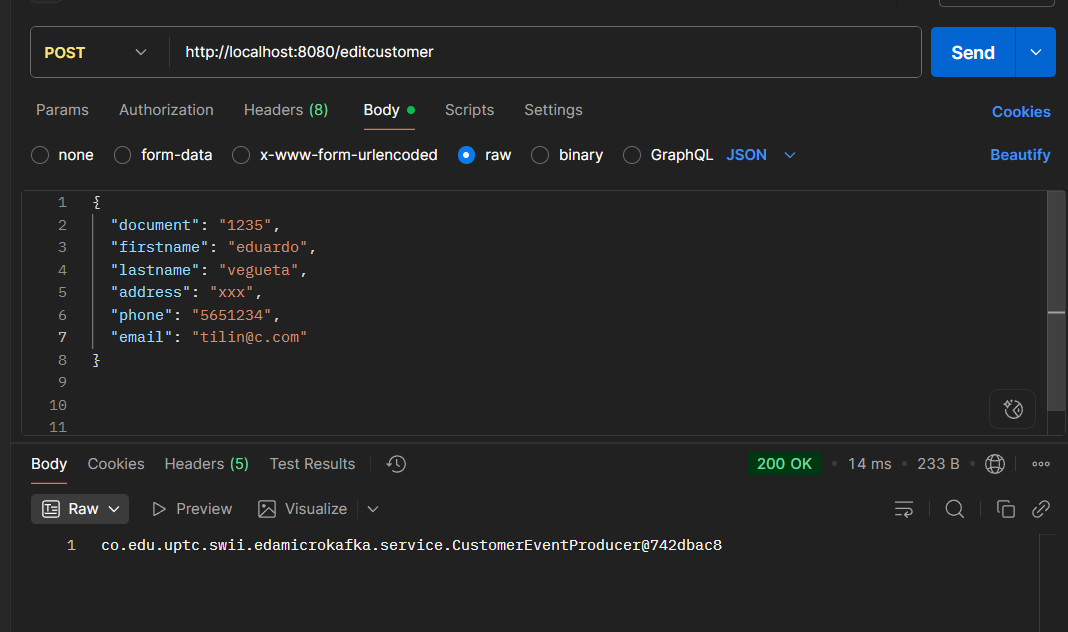 POST http://localhost:8080/editcustomer Send
Params Authorization Headers (8) Body Scripts Settings Cookies
none form-data x-www-form-urlencoded raw binary GraphQL JSON Beautify
1 {
2 "document": "1235",
3 "firstname": "eduardo",
4 "lastname": "vegueta",
5 "address": "xxx",
6 "phone": "5651234",
7 "email": "tilin@c.com"
8 }
9
10
11
Body Cookies Headers (5) Test Results 200 OK 14 ms 233 B
Raw Preview Visualize
1 co.edu.uptc.swii.edamicrokafka.service.CustomerEventProducer@742dbac8